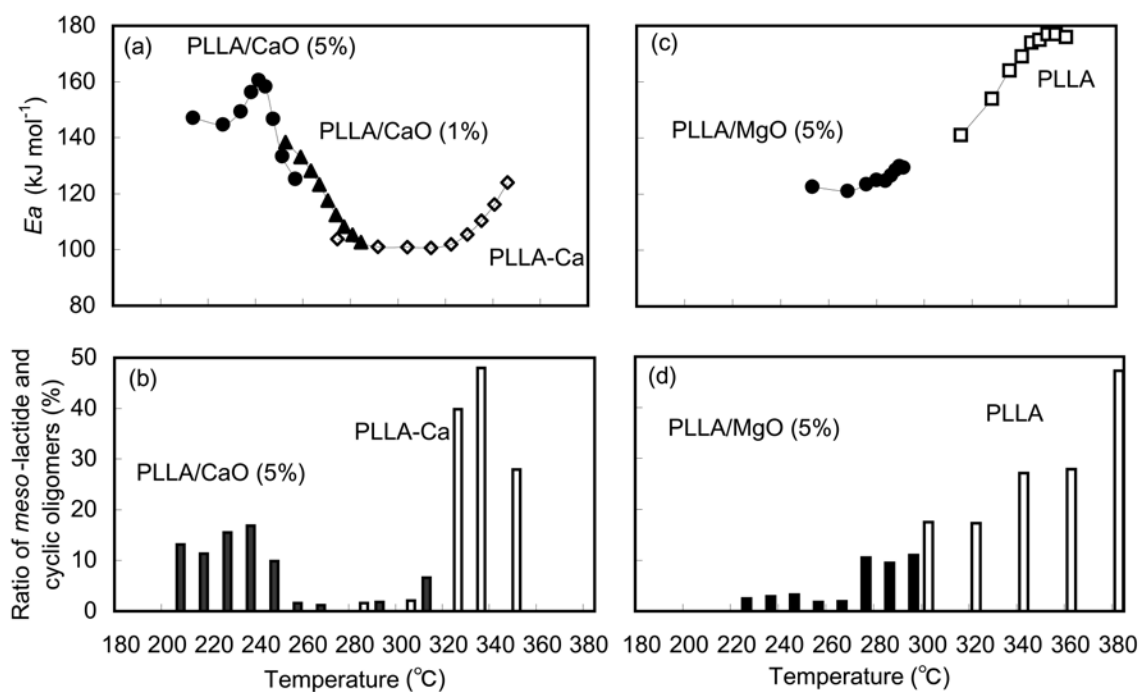 (a)
PLLA/CaO (5%)
PLLA/CaO (1%)
PLLA-Ca
180
160
140
120
100
80
Ea (kJ mol⁻¹)
(c)
PLLA
PLLA/MgO (5%)
(b)
PLLA-Ca
PLLA/CaO (5%)
50
40
30
20
10
0
Ratio of meso-lactide and
cyclic oligomers (%)
180 200 220 240 260 280 300 320 340 360 380
Temperature (°C)
(d)
PLLA
PLLA/MgO (5%)
180 200 220 240 260 280 300 320 340 360 380
Temperature (°C)